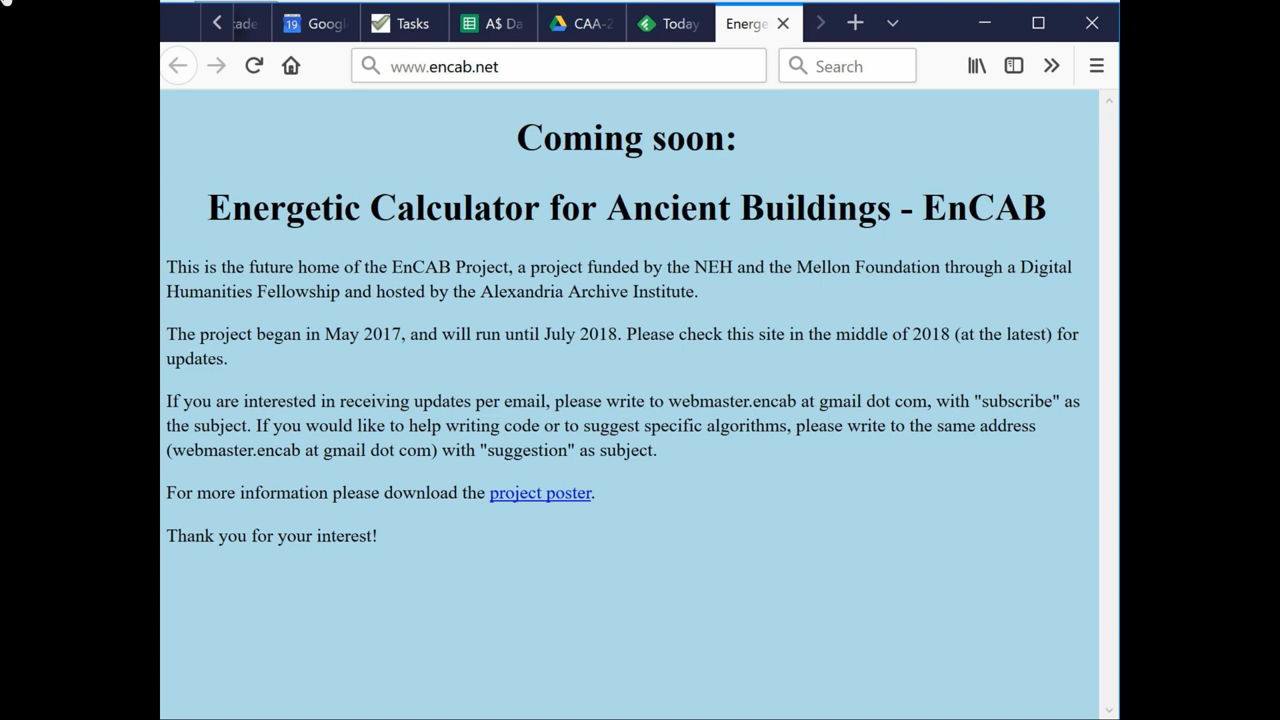 Tasks
A$ Da
CAA-2
Today
Energe
www.encab.net
Search
Coming soon:
Energetic Calculator for Ancient Buildings - EnCAB
This is the future home of the EnCAB Project, a project funded by the NEH and the Mellon Foundation through a Digital
Humanities Fellowship and hosted by the Alexandria Archive Institute.
The project began in May 2017, and will run until July 2018. Please check this site in the middle of 2018 (at the latest) for
updates.
If you are interested in receiving updates per email, please write to webmaster.encab at gmail dot com, with "subscribe" as
the subject. If you would like to help writing code or to suggest specific algorithms, please write to the same address
(webmaster.encab at gmail dot com) with "suggestion" as subject.
For more information please download the project poster.
Thank you for your interest!